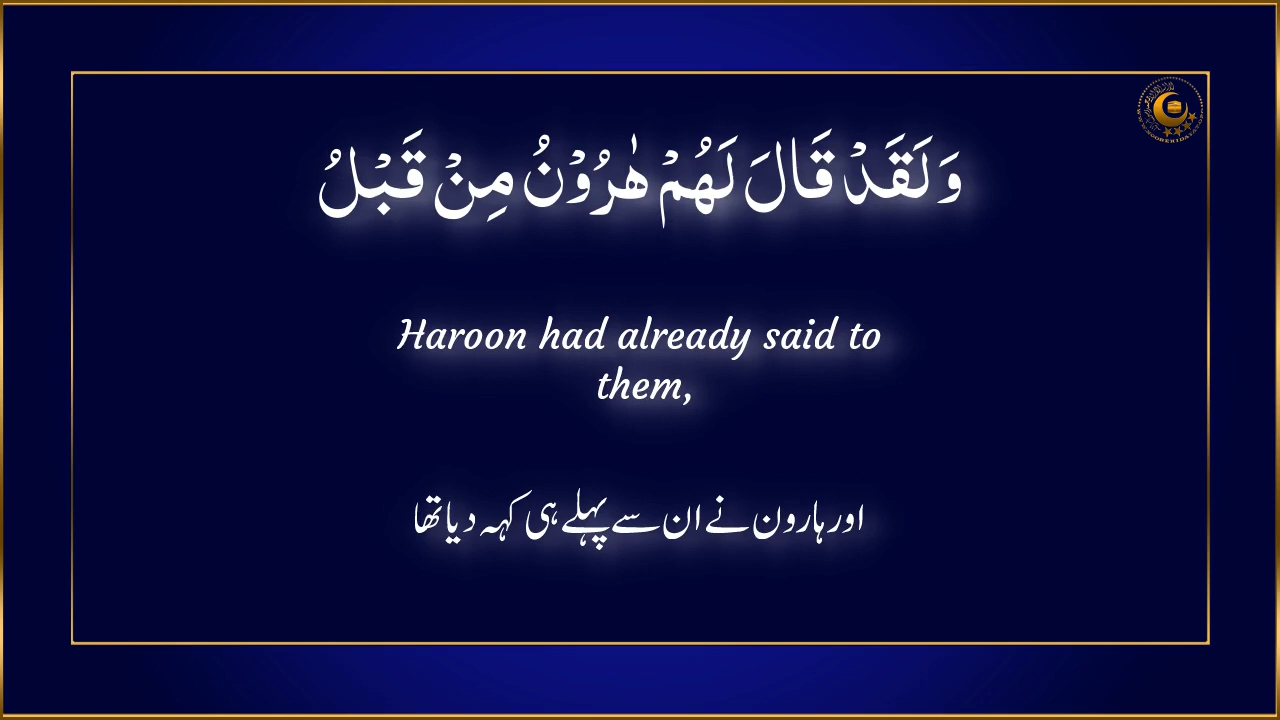 وَلَقَدْ قَالَ لَهُمْ هٰرُوْنُ مِنْ قَبْلُ
Haroon had already said to
them,
اور ہارون نے ان سے پہلے ہی کہہ دیا تھا